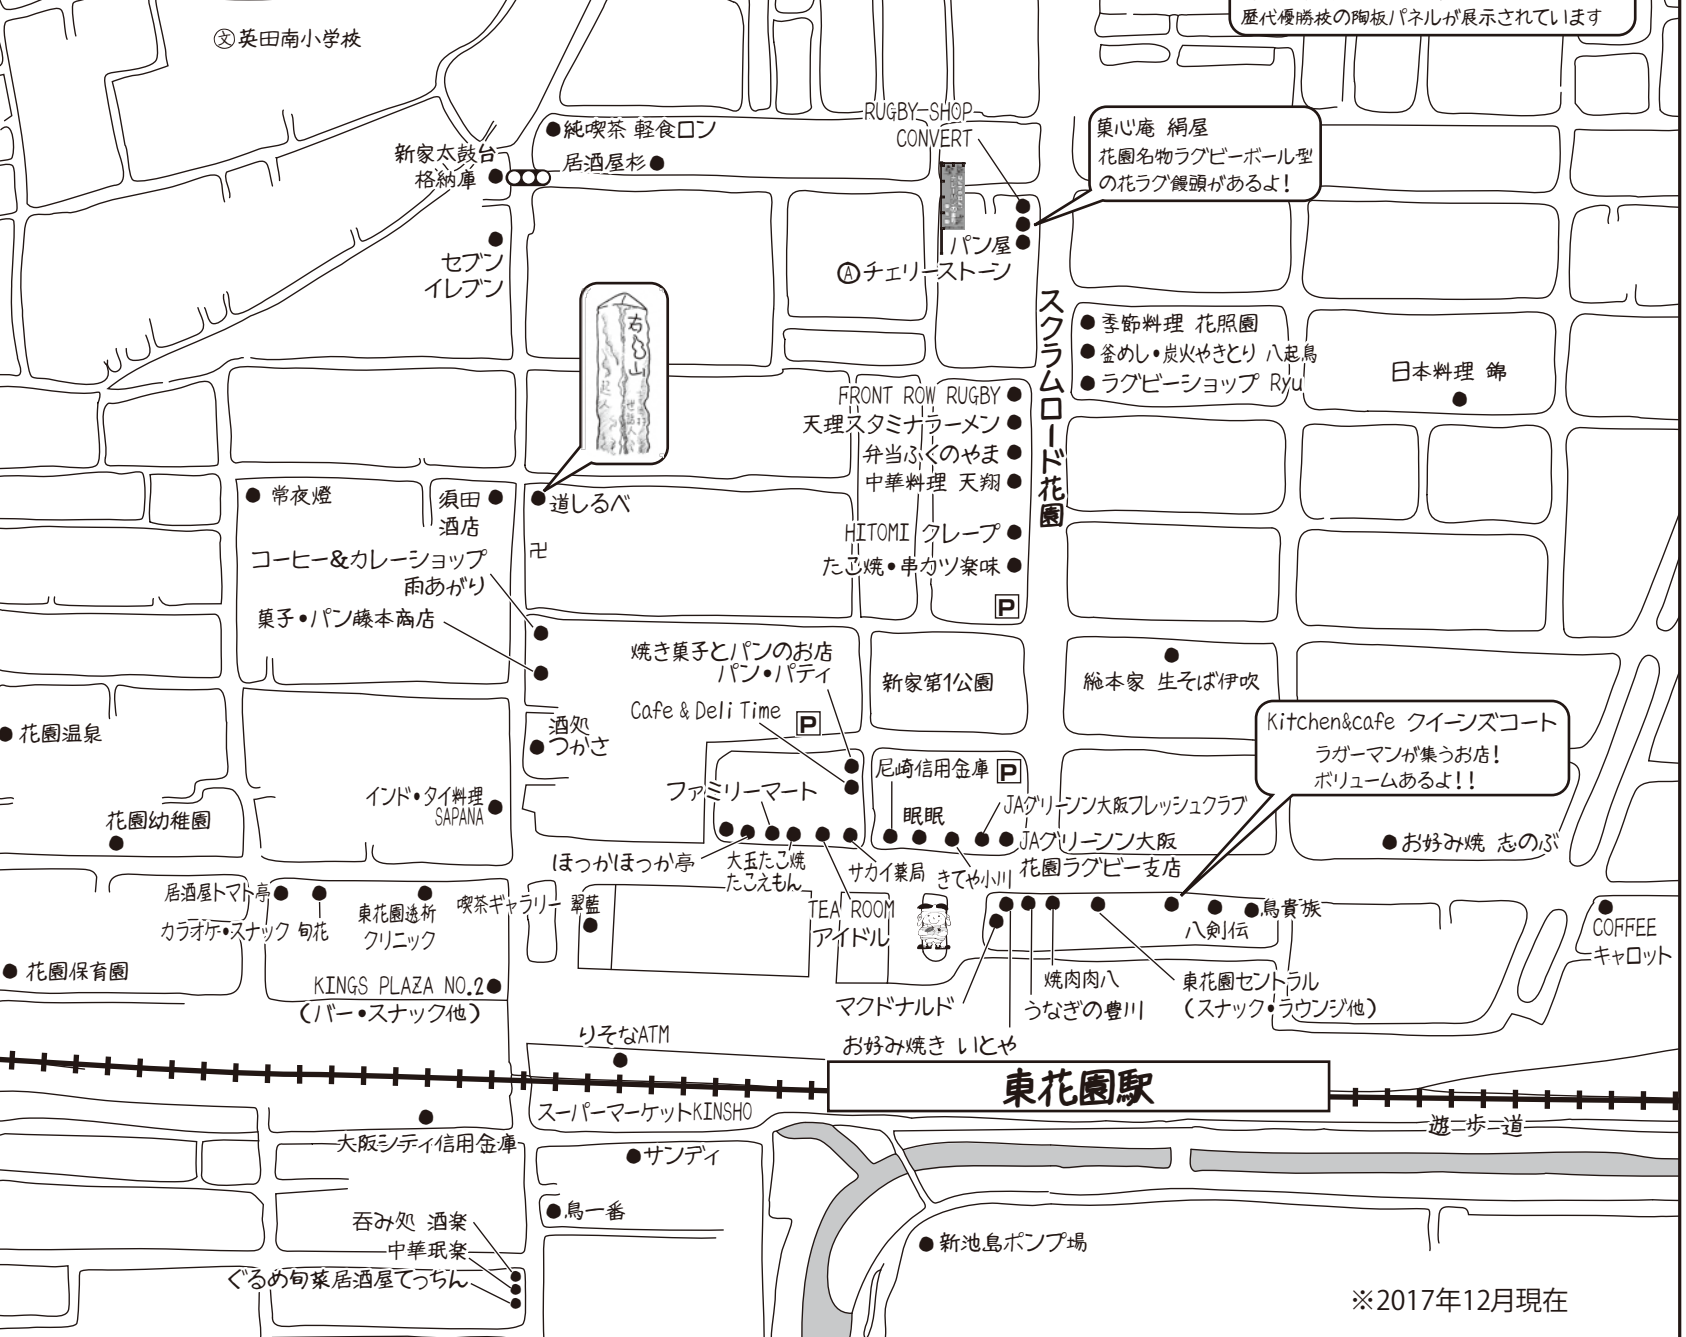 歴代優勝校の陶板パネルが展示されています
文 英田南小学校
RUGBY SHOP
CONVERT
純喫茶 軽食ロン
新家太鼓台
格納庫
居酒屋杉
菓心庵 絹屋
花園名物ラグビーボール型
の花ラグ饅頭があるよ!
セブン
イレブン
パン屋
Ⓐチェリーストーン
右
山
スクラムロード花園
季節料理 花照園
釜めし・炭火やきとり 八起鳥
ラグビーショップ Ryu
日本料理 錦
FRONT ROW RUGBY
天理スタミナラーメン
弁当ふくのやま
中華料理 天翔
HITOMI クレープ
たこ焼・串カツ楽味
P
常夜燈
須田
酒店
道しるべ
卍
コーヒー&カレーショップ
雨あがり
菓子・パン藤本商店
焼き菓子とパンのお店
パン・パティ
Cafe & Deli Time
P
新家第1公園
総本家 生そば伊吹
花園温泉
酒処
つかさ
Kitchen&cafe クイーンズコート
ラガーマンが集うお店!
ボリュームあるよ!!
インド・タイ料理
SAPANA
ファミリーマート
尼崎信用金庫
P
眠眠
JAグリーン大阪フレッシュクラブ
JAグリーン大阪
花園ラグビー支店
花園幼稚園
お好み焼 志のぶ
ほっかほっか亭
大玉たこ焼
たこえもん
サカイ薬局
きてや小川
居酒屋トマト亭
カラオケ・スナック 旬花
東花園透析
クリニック
喫茶ギャラリー 翠藍
TEA ROOM
アイドル
鳥貴族
八剣伝
COFFEE
キャロット
花園保育園
KINGS PLAZA NO.2
(バー・スナック他)
マクドナルド
焼肉肉八
うなぎの豊川
東花園セントラル
(スナック・ラウンジ他)
りそなATM
お好み焼き いとや
東花園駅
スーパーマーケットKINSHO
遊歩道
大阪シティ信用金庫
サンディ
鳥一番
呑み処 酒楽
中華珉楽
ぐるめ旬菜居酒屋てっちん
新池島ポンプ場
※2017年12月現在